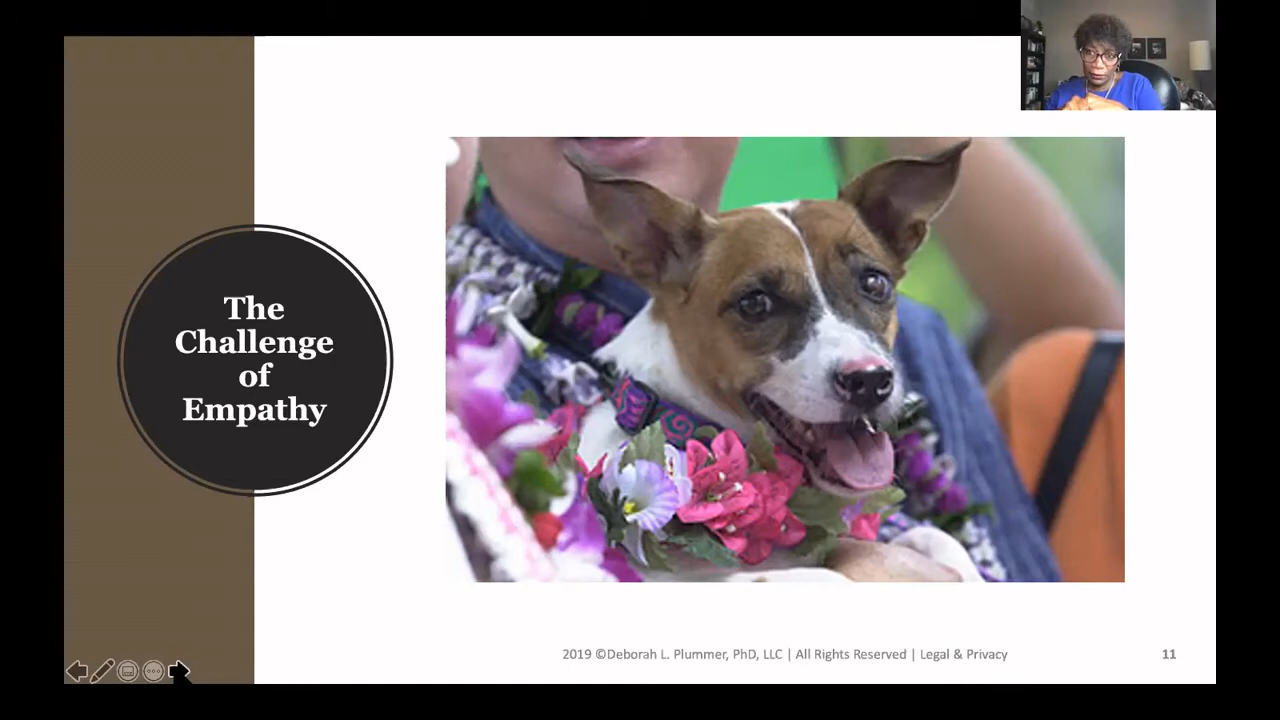 The
Challenge
of
Empathy
2019 ©Deborah L. Plummer, PhD, LLC | All Rights Reserved | Legal & Privacy
11